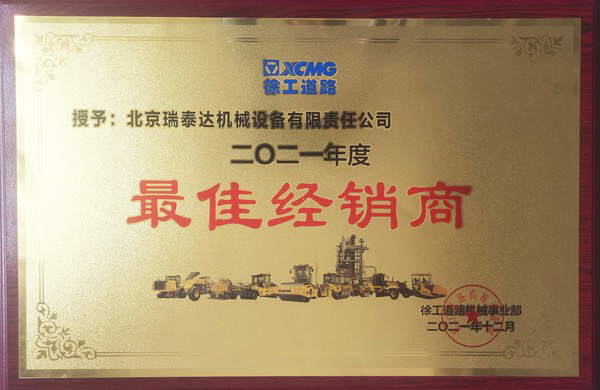 XCMG
徐工道路
授予：北京瑞泰达机械设备有限责任公司
二〇二一年度
最佳经销商
徐工道路机械事业部
二〇二一年十二月